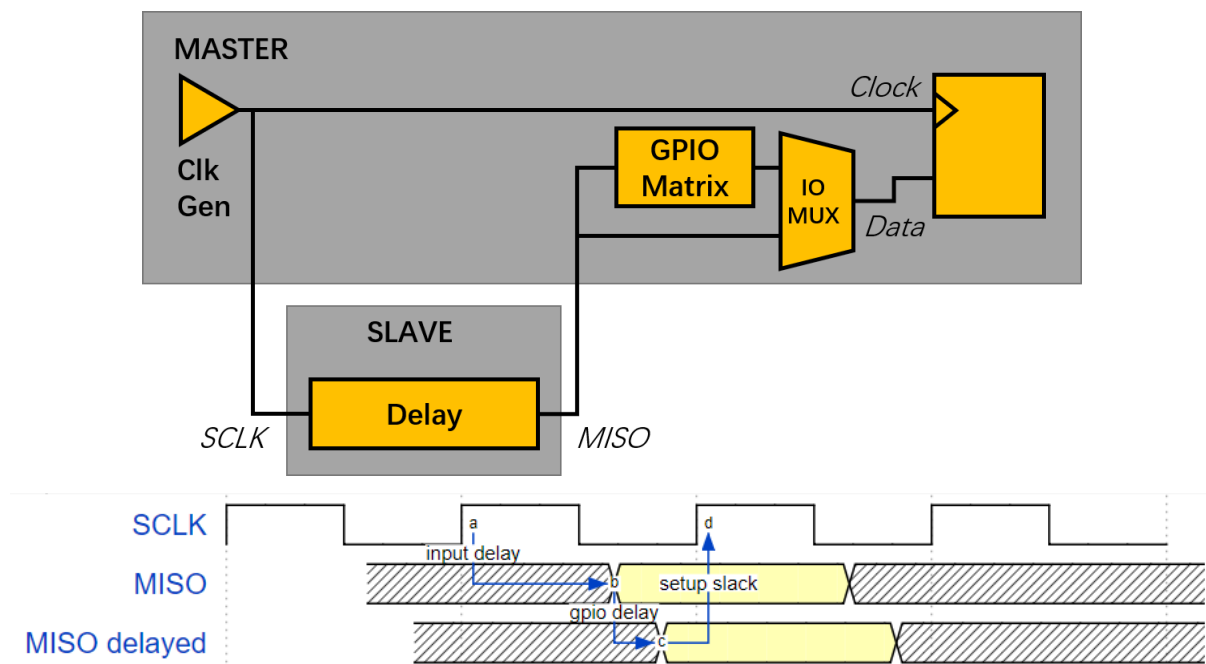 MASTER
Clock
Clk
Gen
GPIO
Matrix
IO
MUX
Data
SLAVE
Delay
SCLK
MISO
SCLK
a
d
input delay
MISO
b
setup slack
gpio delay
MISO delayed
c